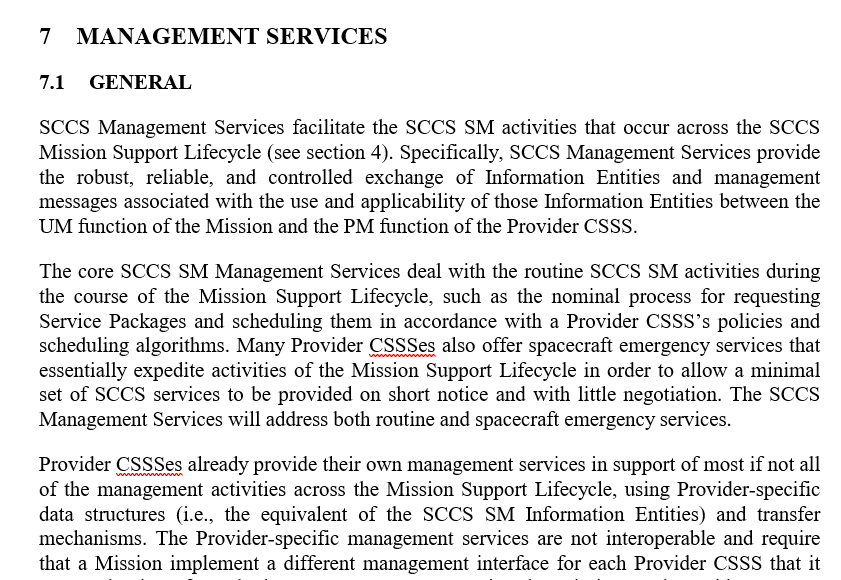 7 MANAGEMENT SERVICES
7.1 GENERAL
SCCS Management Services facilitate the SCCS SM activities that occur across the SCCS
Mission Support Lifecycle (see section 4). Specifically, SCCS Management Services provide
the robust, reliable, and controlled exchange of Information Entities and management
messages associated with the use and applicability of those Information Entities between the
UM function of the Mission and the PM function of the Provider CSSS.
The core SCCS SM Management Services deal with the routine SCCS SM activities during
the course of the Mission Support Lifecycle, such as the nominal process for requesting
Service Packages and scheduling them in accordance with a Provider CSSS's policies and
scheduling algorithms. Many Provider CSSSes also offer spacecraft emergency services that
essentially expedite activities of the Mission Support Lifecycle in order to allow a minimal
set of SCCS services to be provided on short notice and with little negotiation. The SCCS
Management Services will address both routine and spacecraft emergency services.
Provider CSSSes already provide their own management services in support of most if not all
of the management activities across the Mission Support Lifecycle, using Provider-specific
data structures (i.e., the equivalent of the SCCS SM Information Entities) and transfer
mechanisms. The Provider-specific management services are not interoperable and require
that a Mission implement a different management interface for each Provider CSSS that it